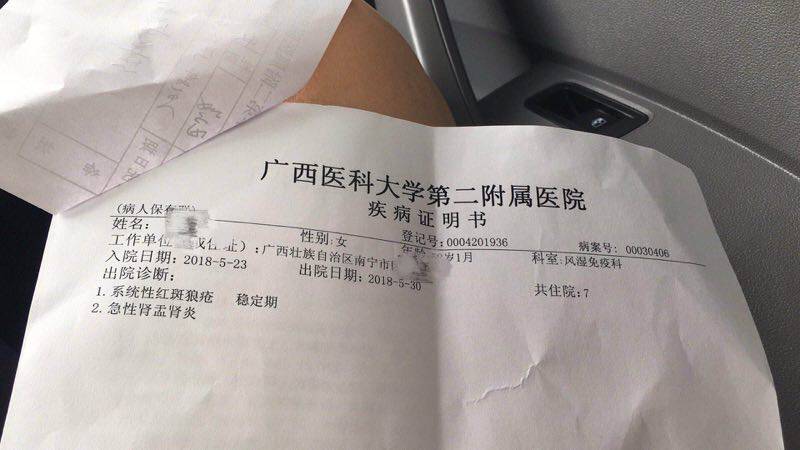 广西医科大学第二附属医院
疾病证明书
(病人保存联)
姓名: 性别:女 登记号:0004201936 病案号: 00030406
工作单位 址):广西壮族自治区南宁市 岁1月 科室:风湿免疫科
入院日期:2018-5-23 出院日期:2018-5-30 共住院:7
出院诊断:
1. 系统性红斑狼疮 稳定期
2. 急性肾盂肾炎